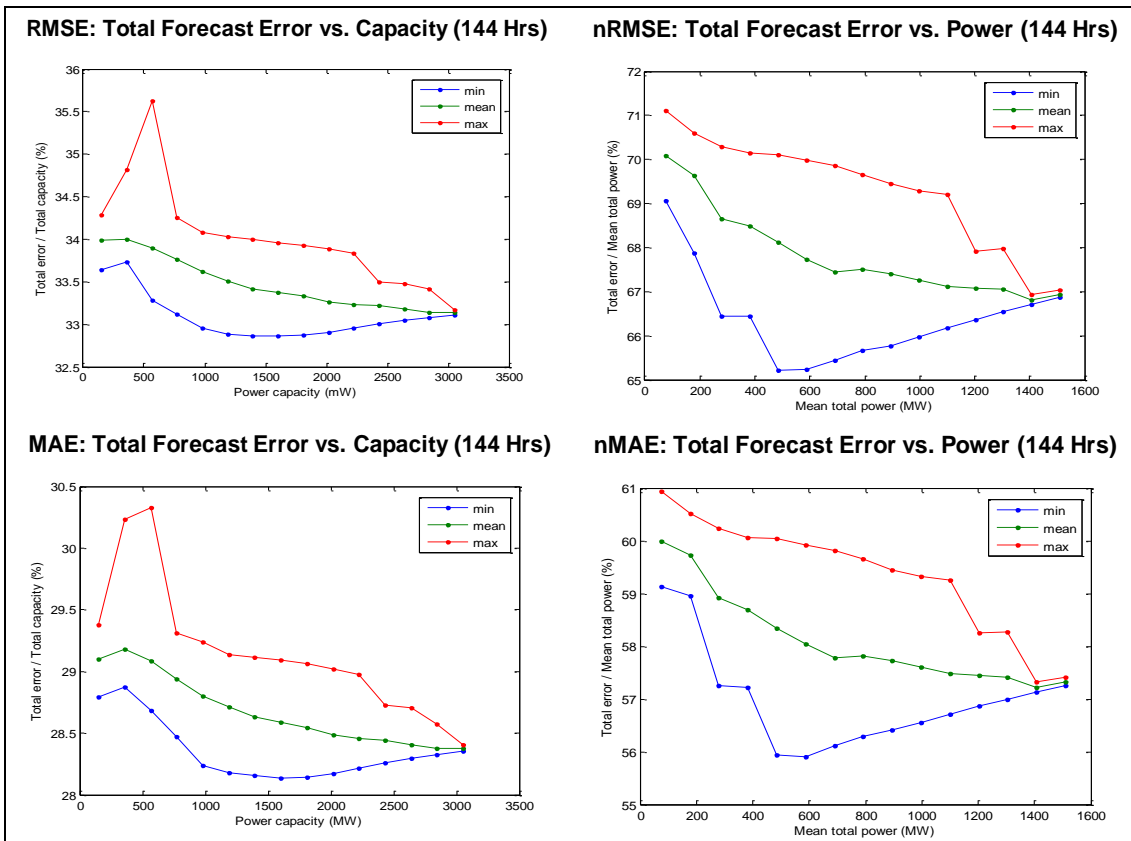 RMSE: Total Forecast Error vs. Capacity (144 Hrs)
36
35.5
35
34.5
34
33.5
33
32.5
Total error / Total capacity (%)
min
mean
max
0
500
1000
1500
2000
2500
3000
3500
Power capacity (mW)
nRMSE: Total Forecast Error vs. Power (144 Hrs)
72
71
70
69
68
67
66
65
Total error / Mean total power (%)
min
mean
max
0
200
400
600
800
1000
1200
1400
1600
Mean total power (MW)
MAE: Total Forecast Error vs. Capacity (144 Hrs)
30.5
30
29.5
29
28.5
28
Total error / Total capacity (%)
min
mean
max
0
500
1000
1500
2000
2500
3000
3500
Power capacity (MW)
nMAE: Total Forecast Error vs. Power (144 Hrs)
61
60
59
58
57
56
55
Total error / Mean total power (%)
min
mean
max
0
200
400
600
800
1000
1200
1400
1600
Mean total power (MW)